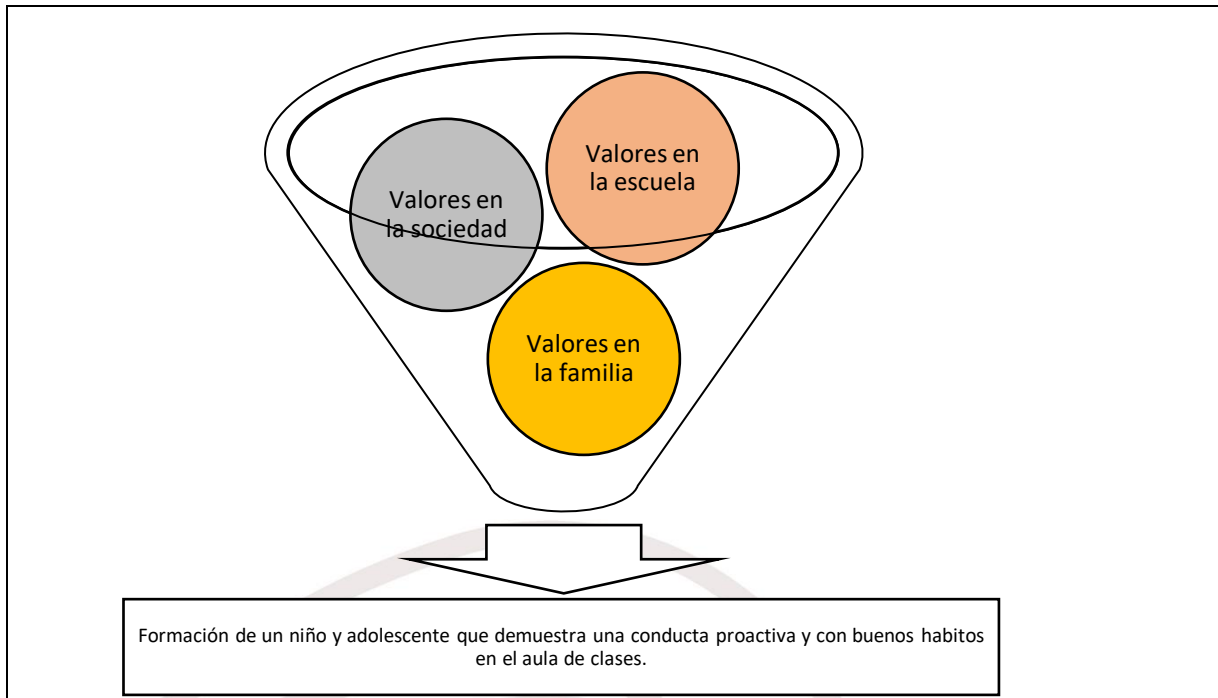 Valores en
la escuela
Valores en
la sociedad
Valores en
la familia
Formación de un niño y adolescente que demuestra una conducta proactiva y con buenos habitos
en el aula de clases.